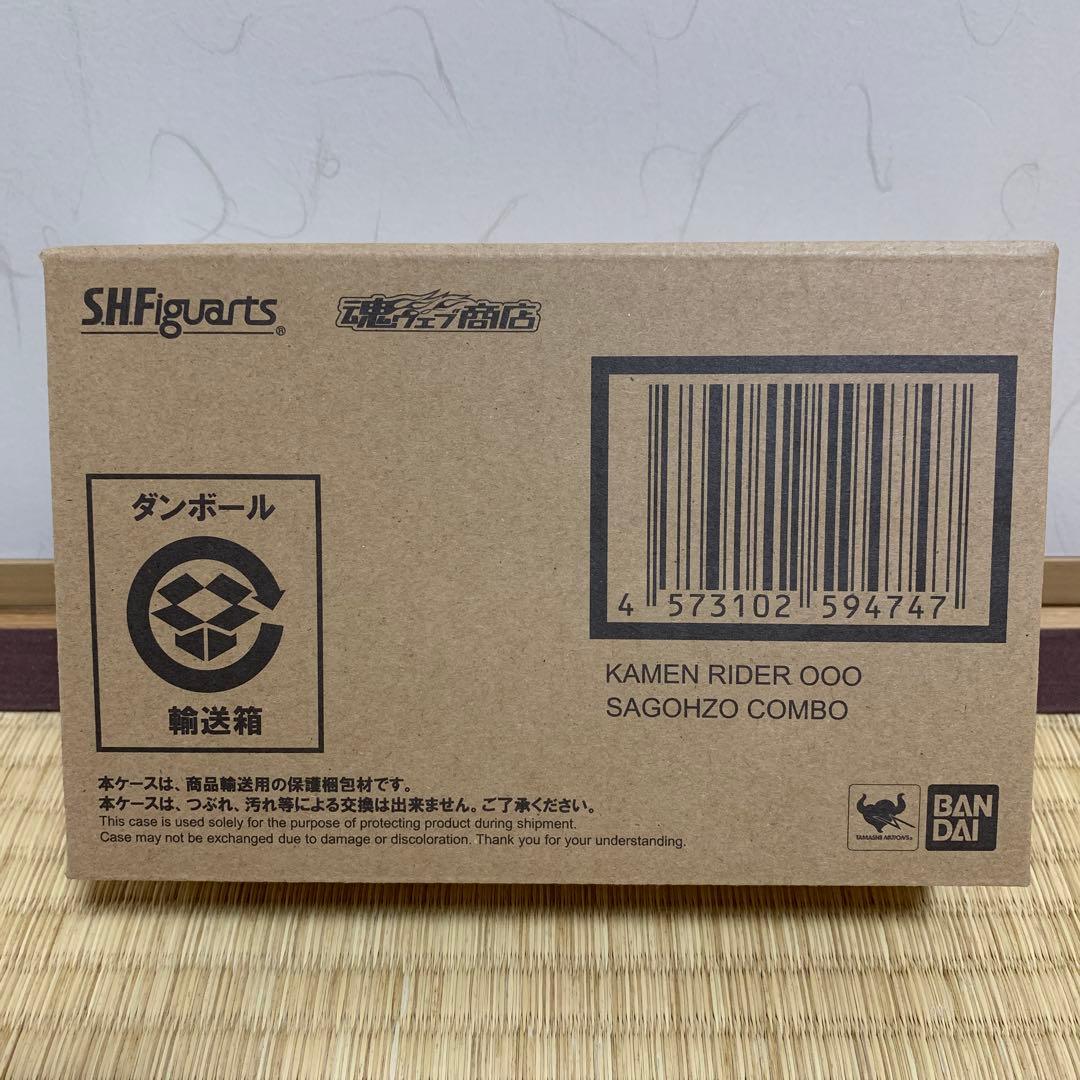 S.H.Figuarts®
魂ウェブ商店
4 573102 594747
KAMEN RIDER OOO
SAGOHZO COMBO
ダンボール
輸送箱
本ケースは、商品輸送用の保護梱包材です。
本ケースは、つぶれ、汚れ等による交換は出来ません。ご了承ください。
This case is used solely for the purpose of protecting product during shipment.
Case may not be exchanged due to damage or discoloration. Thank you for your understanding.
TAMASHII NATIONS®
BAN
DAI